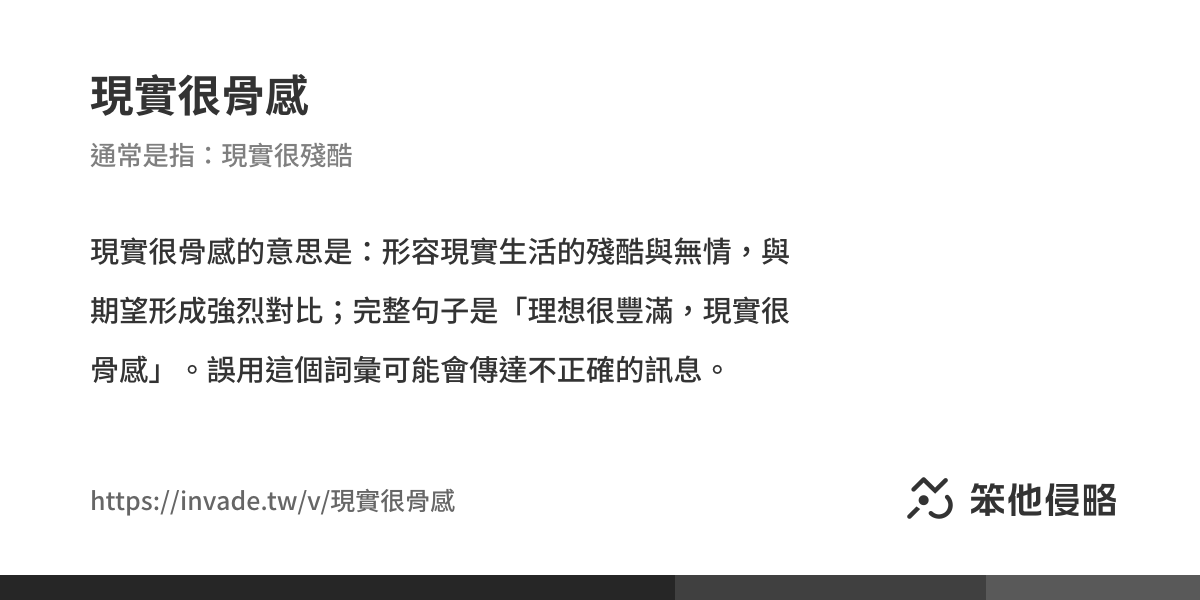 現實很骨感
通常是指：現實很殘酷
現實很骨感的意思是：形容現實生活的殘酷與無情，與
期望形成強烈對比；完整句子是「理想很豐滿，現實很
骨感」。誤用這個詞彙可能會傳達不正確的訊息。
https://invade.tw/v/現實很骨感
笨他侵略